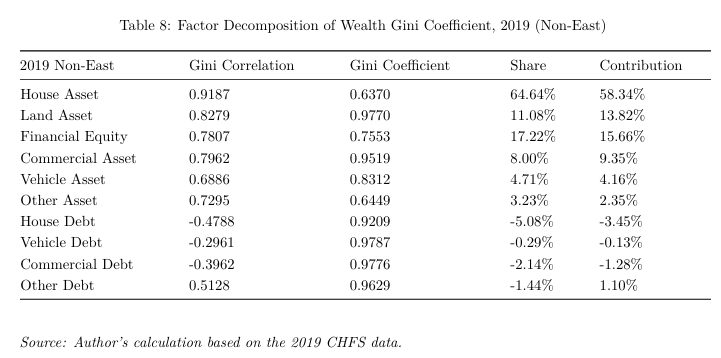 Table 8: Factor Decomposition of Wealth Gini Coefficient, 2019 (Non-East)
2019 Non-East Gini Correlation Gini Coefficient Share Contribution
House Asset 0.9187 0.6370 64.64% 58.34%
Land Asset 0.8279 0.9770 11.08% 13.82%
Financial Equity 0.7807 0.7553 17.22% 15.66%
Commercial Asset 0.7962 0.9519 8.00% 9.35%
Vehicle Asset 0.6886 0.8312 4.71% 4.16%
Other Asset 0.7295 0.6449 3.23% 2.35%
House Debt -0.4788 0.9209 -5.08% -3.45%
Vehicle Debt -0.2961 0.9787 -0.29% -0.13%
Commercial Debt -0.3962 0.9776 -2.14% -1.28%
Other Debt 0.5128 0.9629 -1.44% 1.10%
Source: Author's calculation based on the 2019 CHFS data.